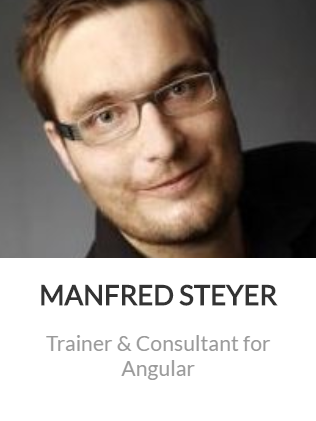 MANFRED STEYER
Trainer & Consultant for
Angular